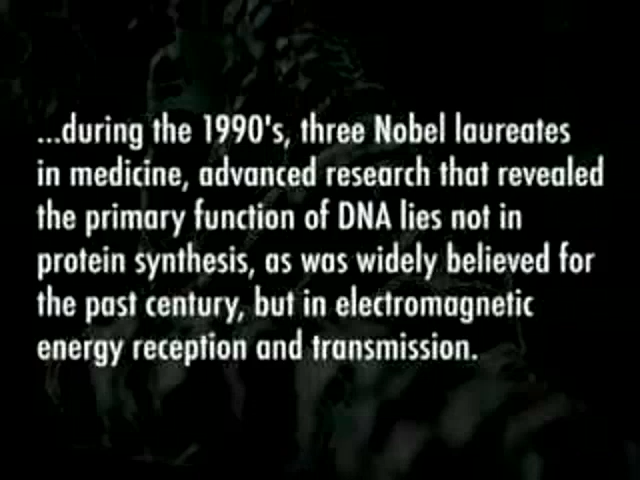 ...during the 1990's, three Nobel laureates
in medicine, advanced research that revealed
the primary function of DNA lies not in
protein synthesis, as was widely believed for
the past century, but in electromagnetic
energy reception and transmission.